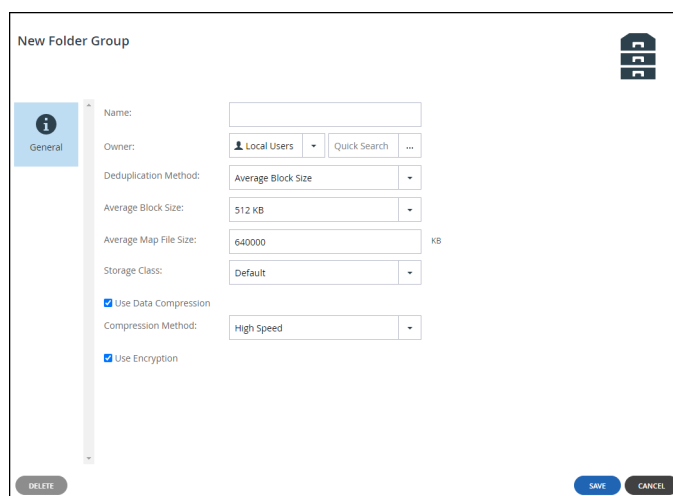 New Folder Group
General
Name:
Owner:
Local Users
Quick Search
...
Deduplication Method:
Average Block Size
Average Block Size:
512 KB
Average Map File Size:
640000
KB
Storage Class:
Default
Use Data Compression
Compression Method:
High Speed
Use Encryption
DELETE
SAVE
CANCEL